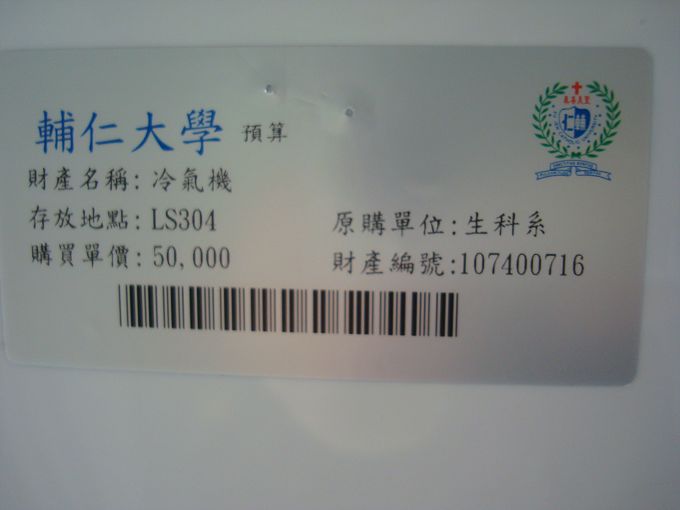 輔仁大學 預算
財產名稱: 冷氣機
存放地點: LS304 原購單位: 生科系
購買單價: 50,000 財產編號:107400716